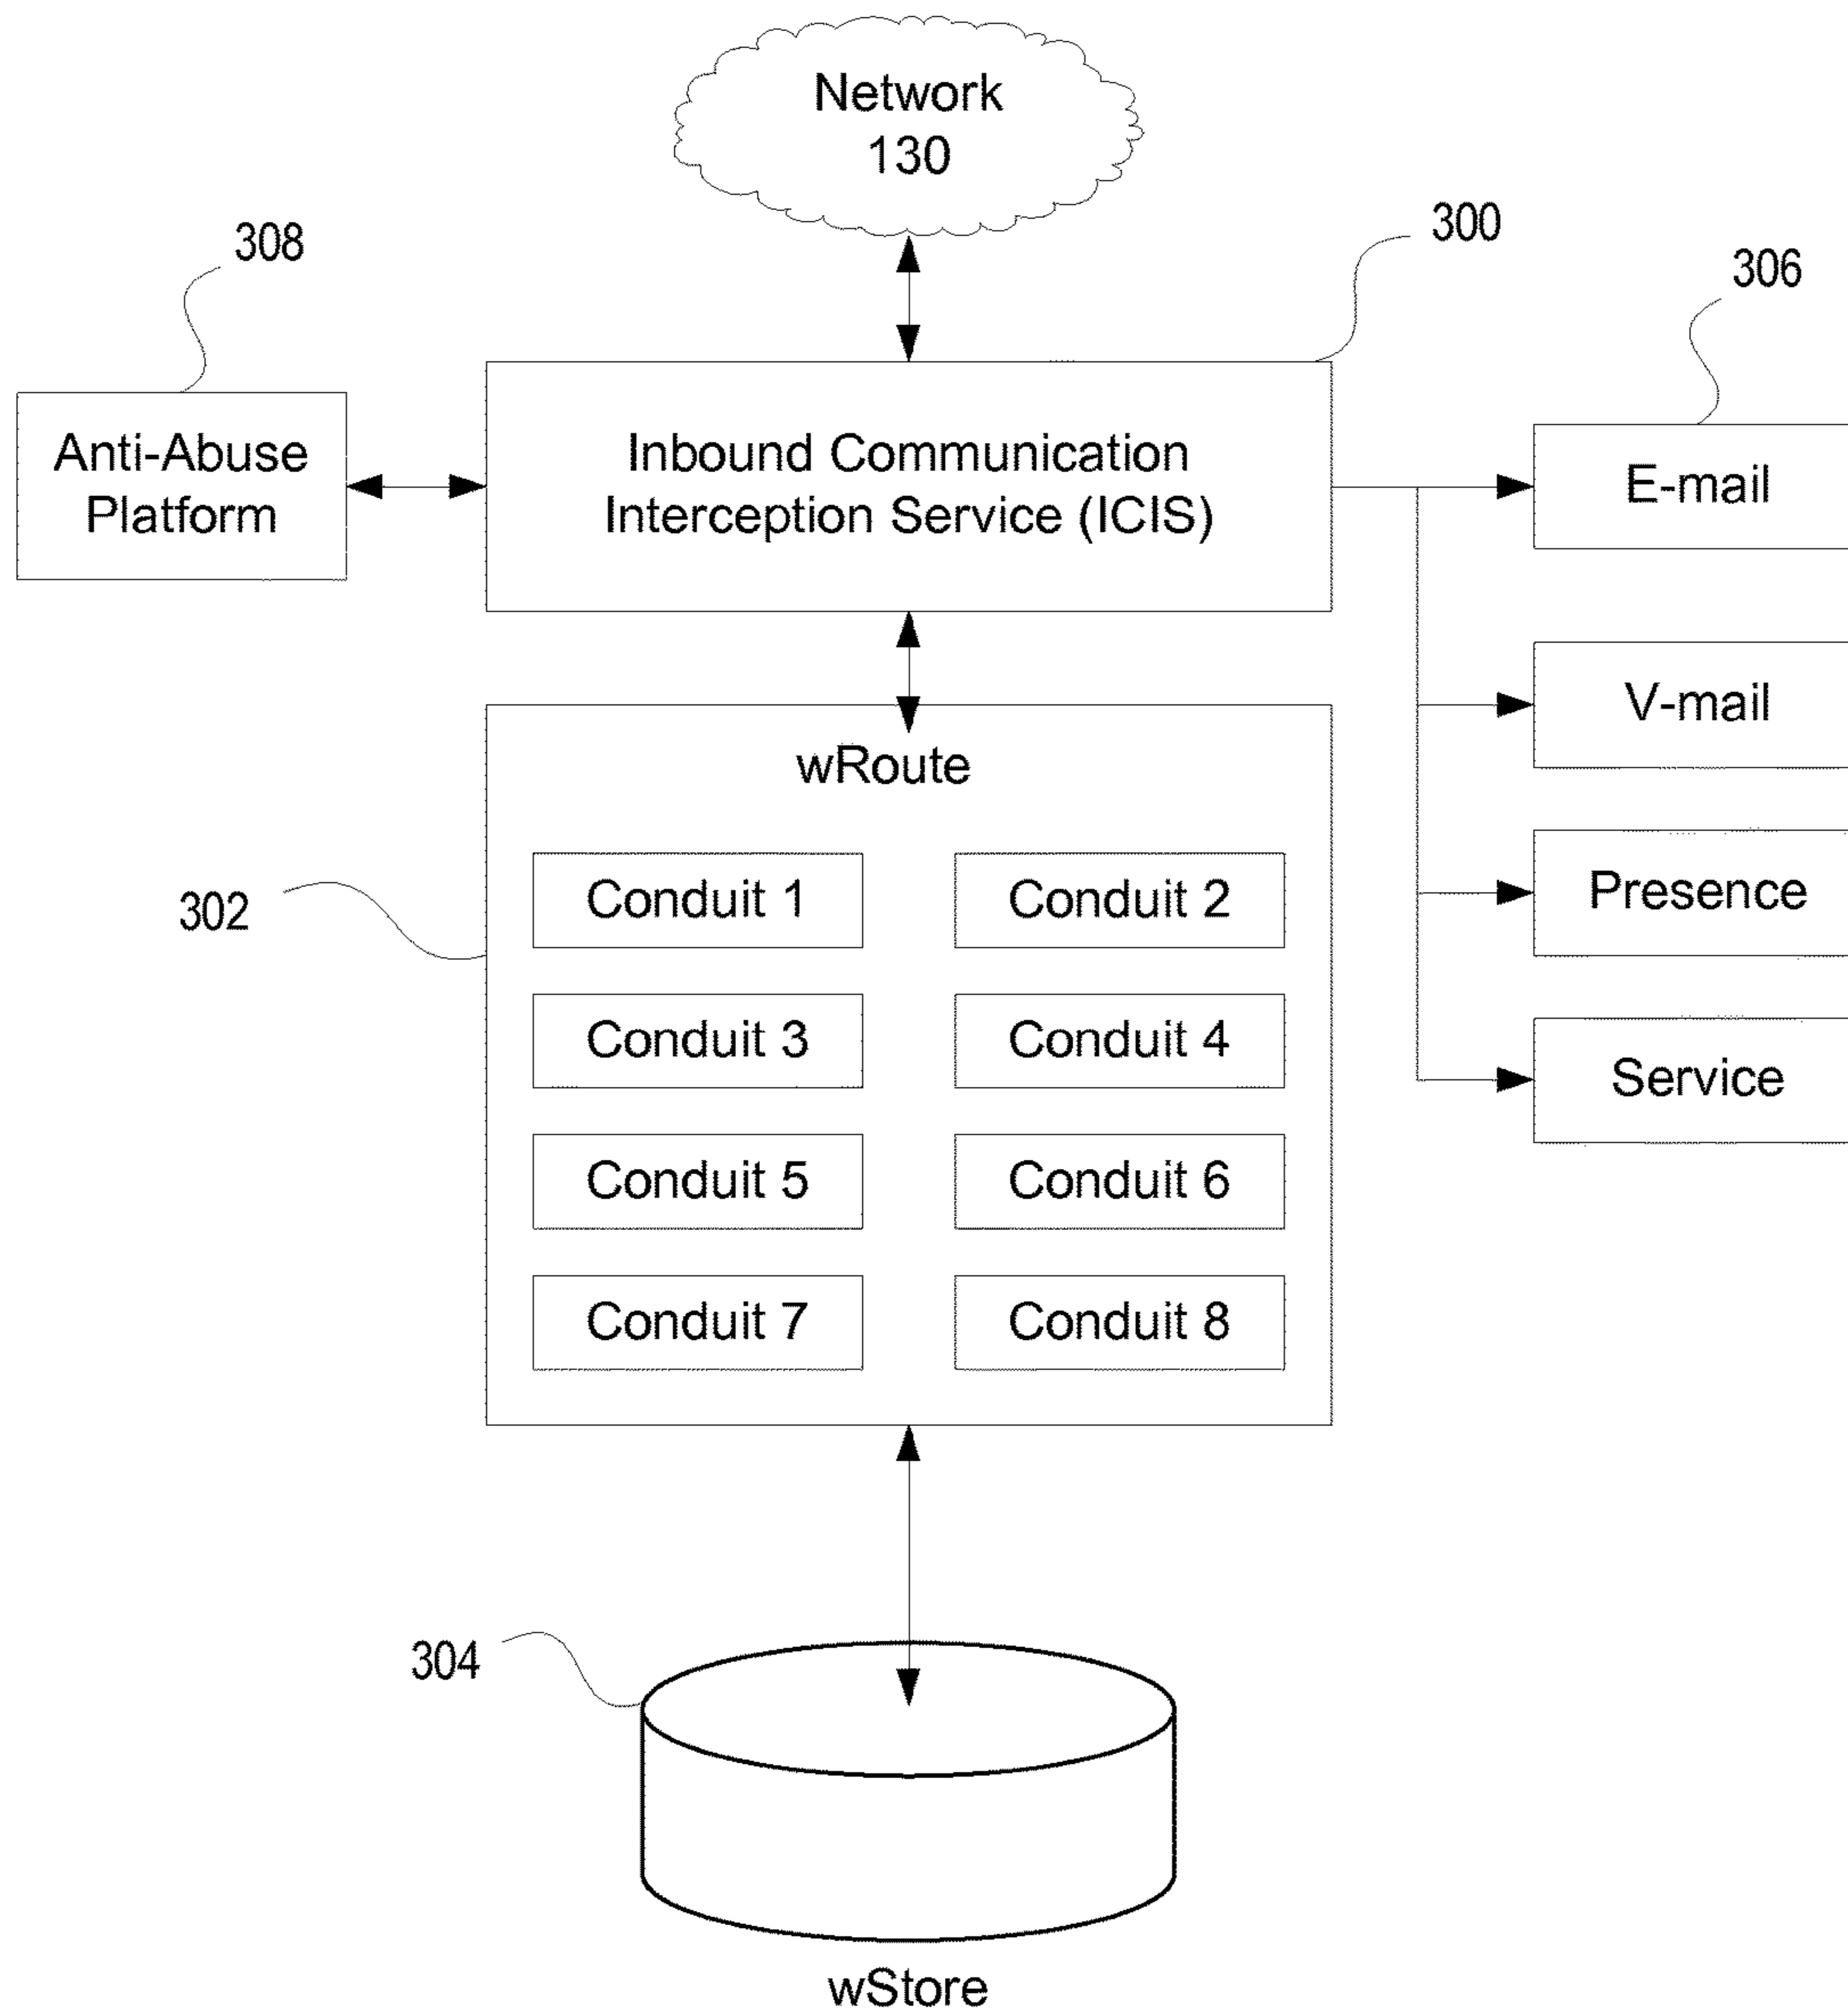 Network
130
308
300
306
Anti-Abuse
Platform
Inbound Communication
Interception Service (ICIS)
E-mail
V-mail
Presence
Service
wRoute
302
Conduit 1
Conduit 2
Conduit 3
Conduit 4
Conduit 5
Conduit 6
Conduit 7
Conduit 8
304
wStore